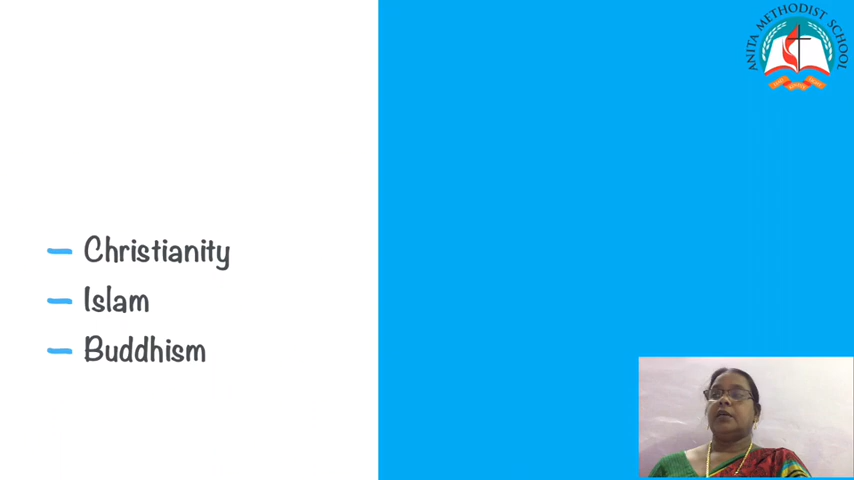 ANITA METHODIST SCHOOL
Christianity
Islam
Buddhism